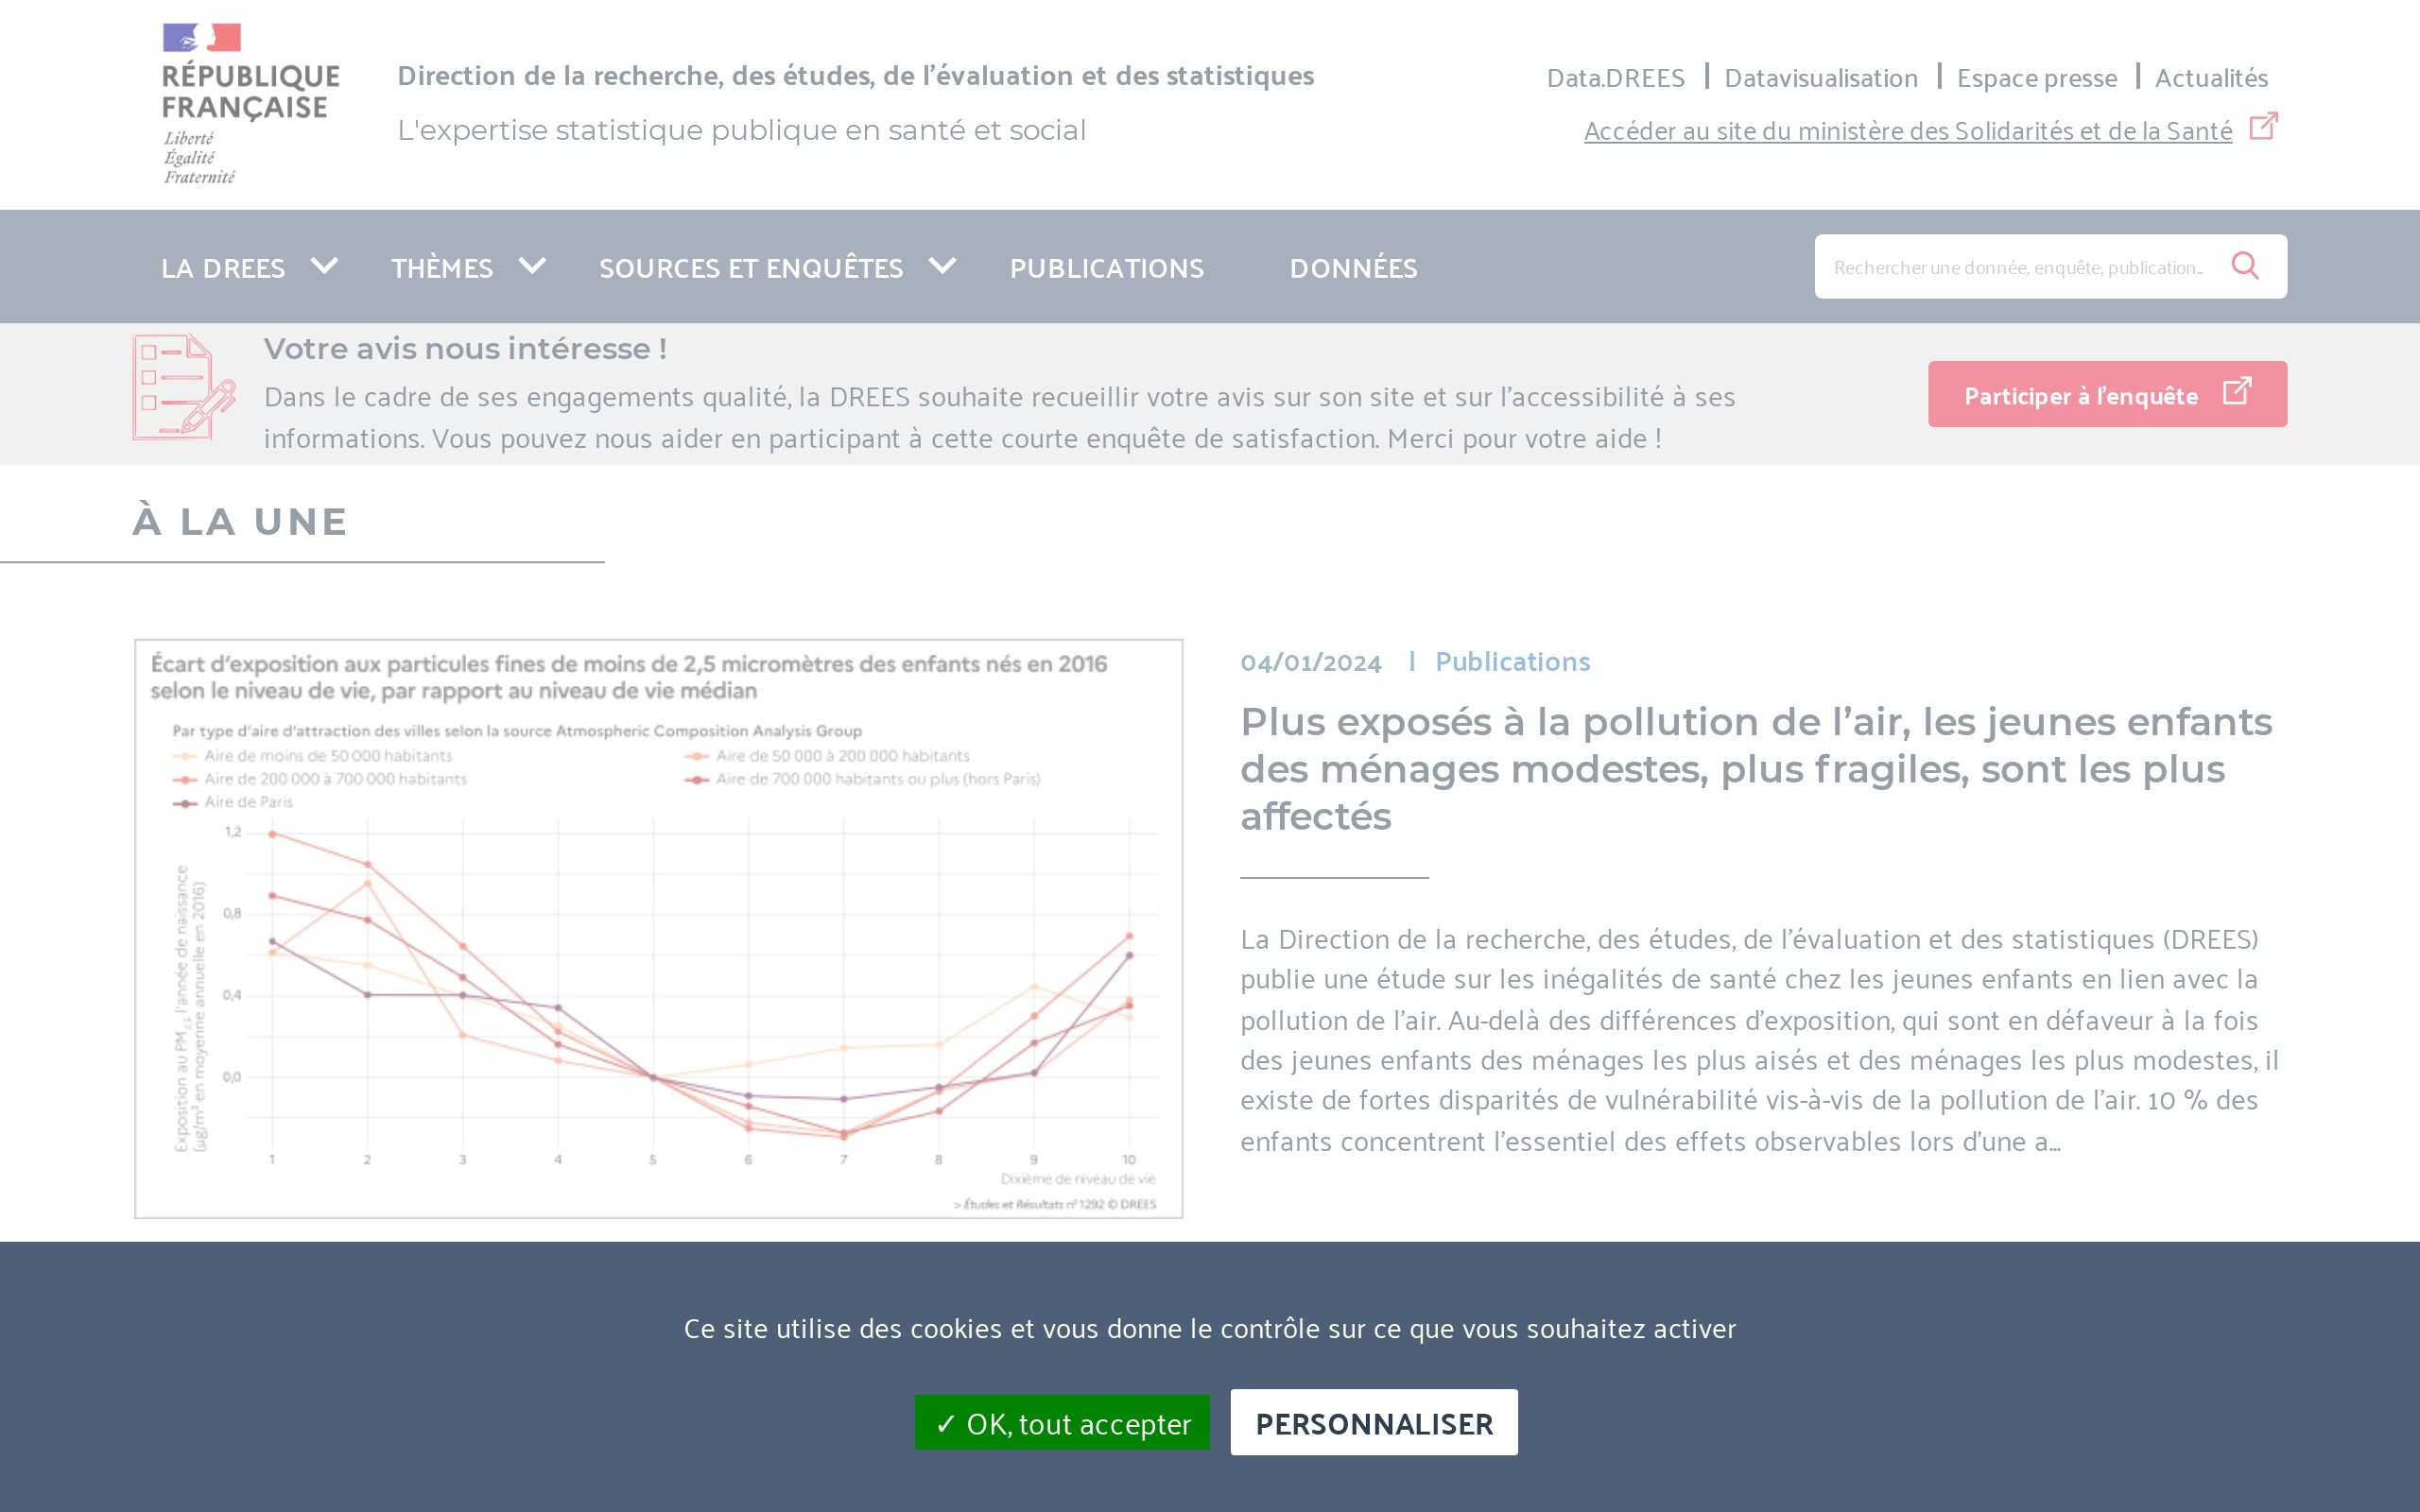 RÉPUBLIQUE
FRANÇAISE
Liberté
Égalité
Fraternité
Direction de la recherche, des études, de l'évaluation et des statistiques
L'expertise statistique publique en santé et social
Data.DREES | Datavisualisation | Espace presse | Actualités
Accéder au site du ministère des Solidarités et de la Santé
LA DREES THÈMES SOURCES ET ENQUÊTES PUBLICATIONS DONNÉES
Rechercher une donnée, enquête, publication...
Votre avis nous intéresse !
Dans le cadre de ses engagements qualité, la DREES souhaite recueillir votre avis sur son site et sur l'accessibilité à ses
informations. Vous pouvez nous aider en participant à cette courte enquête de satisfaction. Merci pour votre aide !
Participer à l'enquête
À LA UNE
Écart d'exposition aux particules fines de moins de 2,5 micromètres des enfants nés en 2016
selon le niveau de vie, par rapport au niveau de vie médian
Par type d'aire d'attraction des villes selon la source Atmospheric Composition Analysis Group
Aire de moins de 50 000 habitants
Aire de 50 000 à 200 000 habitants
Aire de 200 000 à 700 000 habitants
Aire de 700 000 habitants ou plus (hors Paris)
Aire de Paris
1,2
0,8
0,4
0,0
Exposition au PM2,5 l'année de naissance
(µg/m³ en moyenne annuelle en 2016)
1 2 3 4 5 6 7 8 9 10
Dixième de niveau de vie
> Études et Résultats n° 1292 © DREES
04/01/2024 | Publications
Plus exposés à la pollution de l'air, les jeunes enfants
des ménages modestes, plus fragiles, sont les plus
affectés
La Direction de la recherche, des études, de l'évaluation et des statistiques (DREES)
publie une étude sur les inégalités de santé chez les jeunes enfants en lien avec la
pollution de l'air. Au-delà des différences d'exposition, qui sont en défaveur à la fois
des jeunes enfants des ménages les plus aisés et des ménages les plus modestes, il
existe de fortes disparités de vulnérabilité vis-à-vis de la pollution de l'air. 10 % des
enfants concentrent l'essentiel des effets observables lors d'une a...
Ce site utilise des cookies et vous donne le contrôle sur ce que vous souhaitez activer
✓ OK, tout accepter
PERSONNALISER